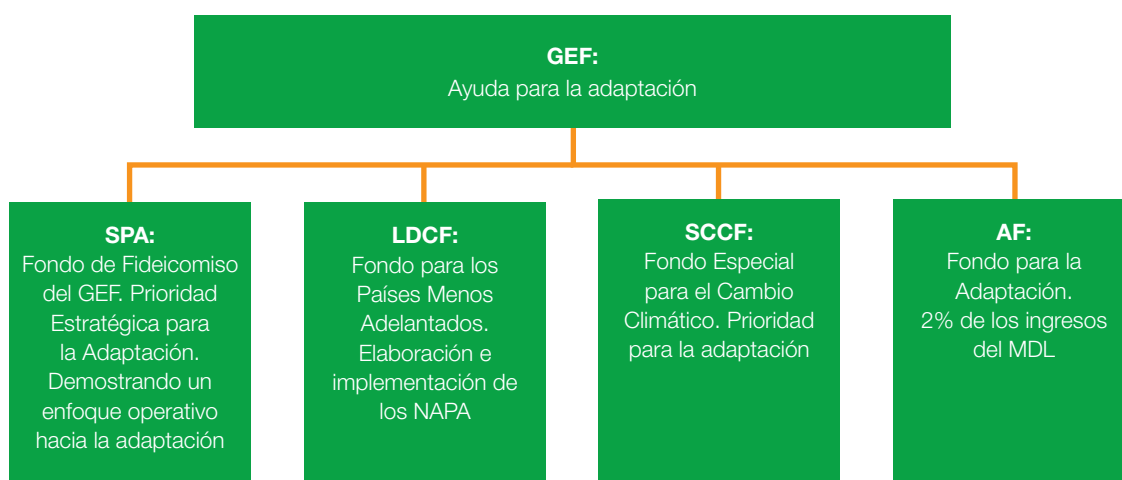 GEF:
Ayuda para la adaptación
SPA:
Fondo de Fideicomiso
del GEF. Prioridad
Estratégica para
la Adaptación.
Demostrando un
enfoque operativo
hacia la adaptación
LDCF:
Fondo para los
Países Menos
Adelantados.
Elaboración e
implementación de
los NAPA
SCCF:
Fondo Especial
para el Cambio
Climático. Prioridad
para la adaptación
AF:
Fondo para la
Adaptación.
2% de los ingresos
del MDL